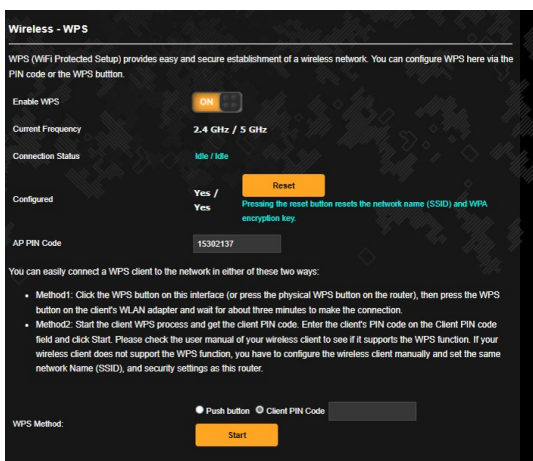 Wireless - WPS
WPS (WiFi Protected Setup) provides easy and secure establishment of a wireless network. You can configure WPS here via the
PIN code or the WPS buttton.
Enable WPS ON
Current Frequency 2.4 GHz / 5 GHz
Connection Status Idle / Idle
Configured Yes / Yes
Reset
Pressing the reset button resets the network name (SSID) and WPA
encryption key.
AP PIN Code 15302137
You can easily connect a WPS client to the network in either of these two ways:
• Method1: Click the WPS button on this interface (or press the physical WPS button on the router), then press the WPS
button on the client's WLAN adapter and wait for about three minutes to make the connection.
• Method2: Start the client WPS process and get the client PIN code. Enter the client's PIN code on the Client PIN code
field and click Start. Please check the user manual of your wireless client to see if it supports the WPS function. If your
wireless client does not support the WPS function, you have to configure the wireless client manually and set the same
network Name (SSID), and security settings as this router.
WPS Method: Push button Client PIN Code
Start